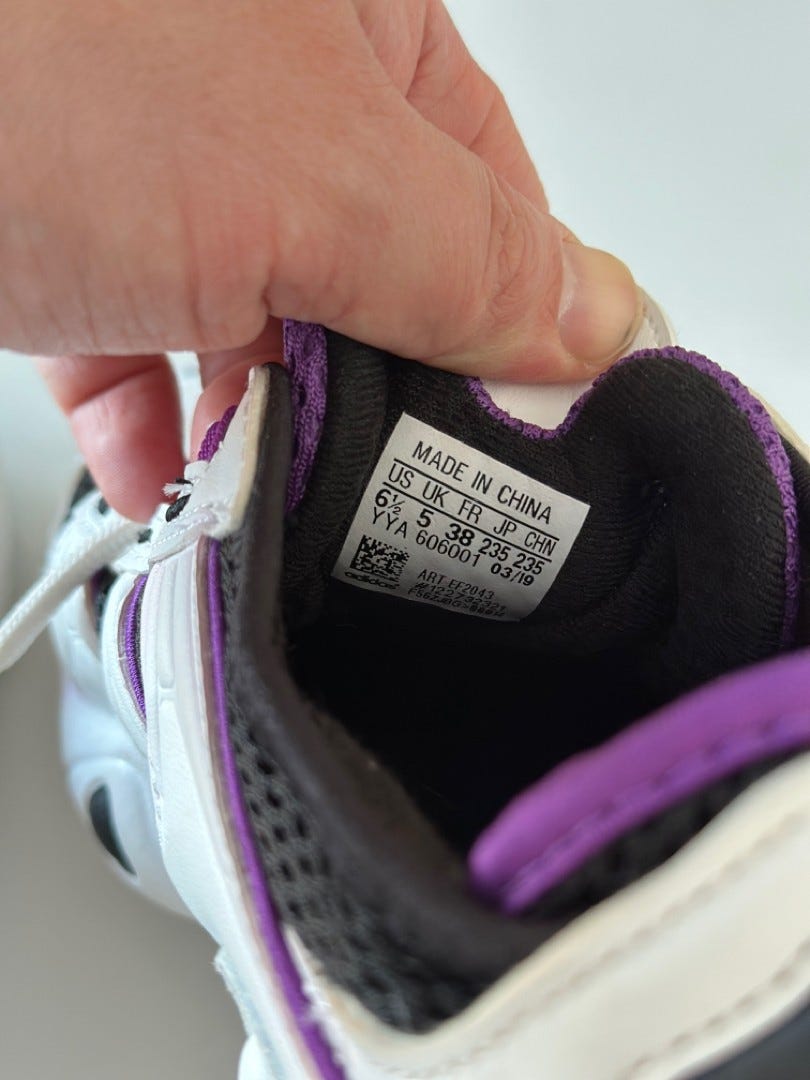 MADE IN CHINA
US UK FR JP CHN
6½ 5 38 235 235
YYA 606001 03/19
ART EF2043
adidas